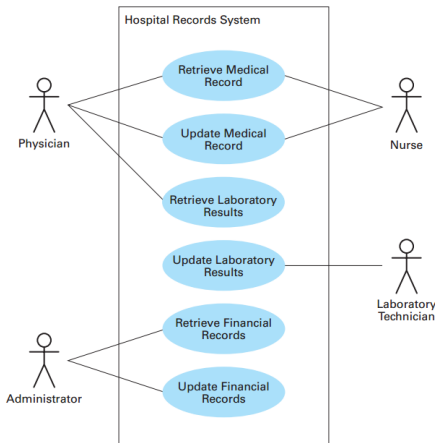 Hospital Records System
Retrieve Medical
Record
Physician
Update Medical
Record
Nurse
Retrieve Laboratory
Results
Update Laboratory
Results
Laboratory
Technician
Retrieve Financial
Records
Administrator
Update Financial
Records